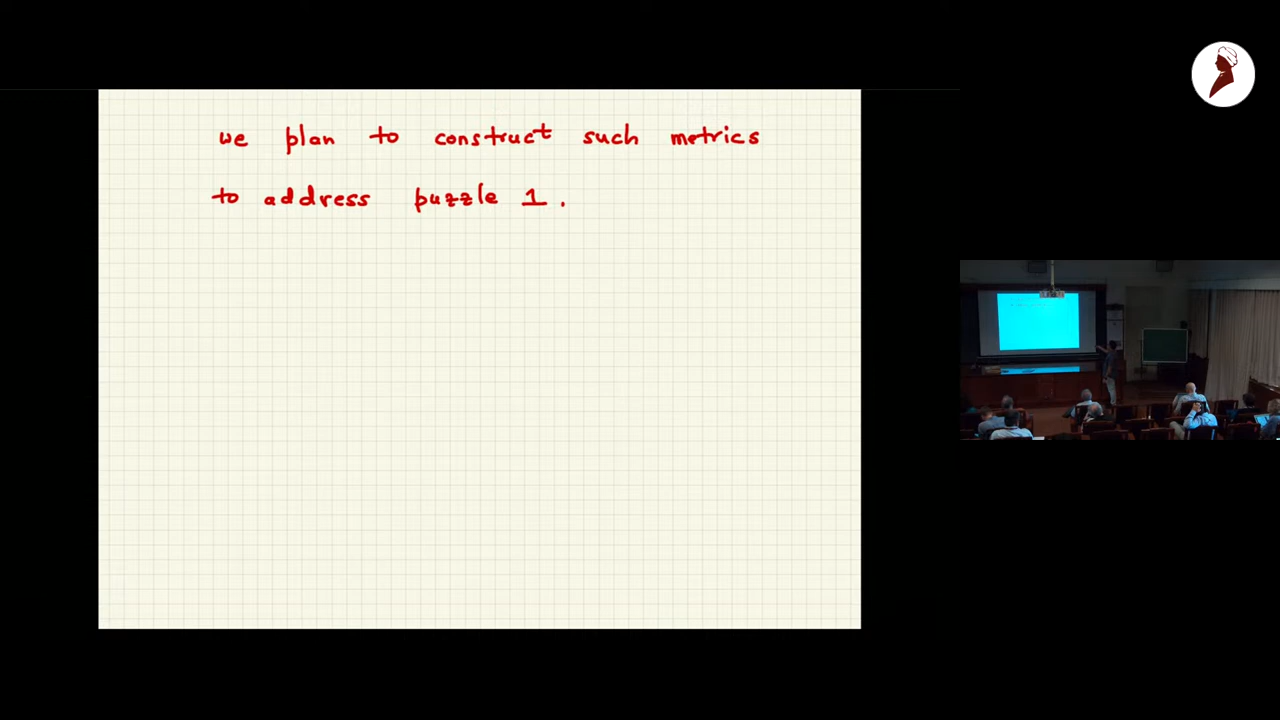 we plan to construct such metrics
to address puzzle 1.